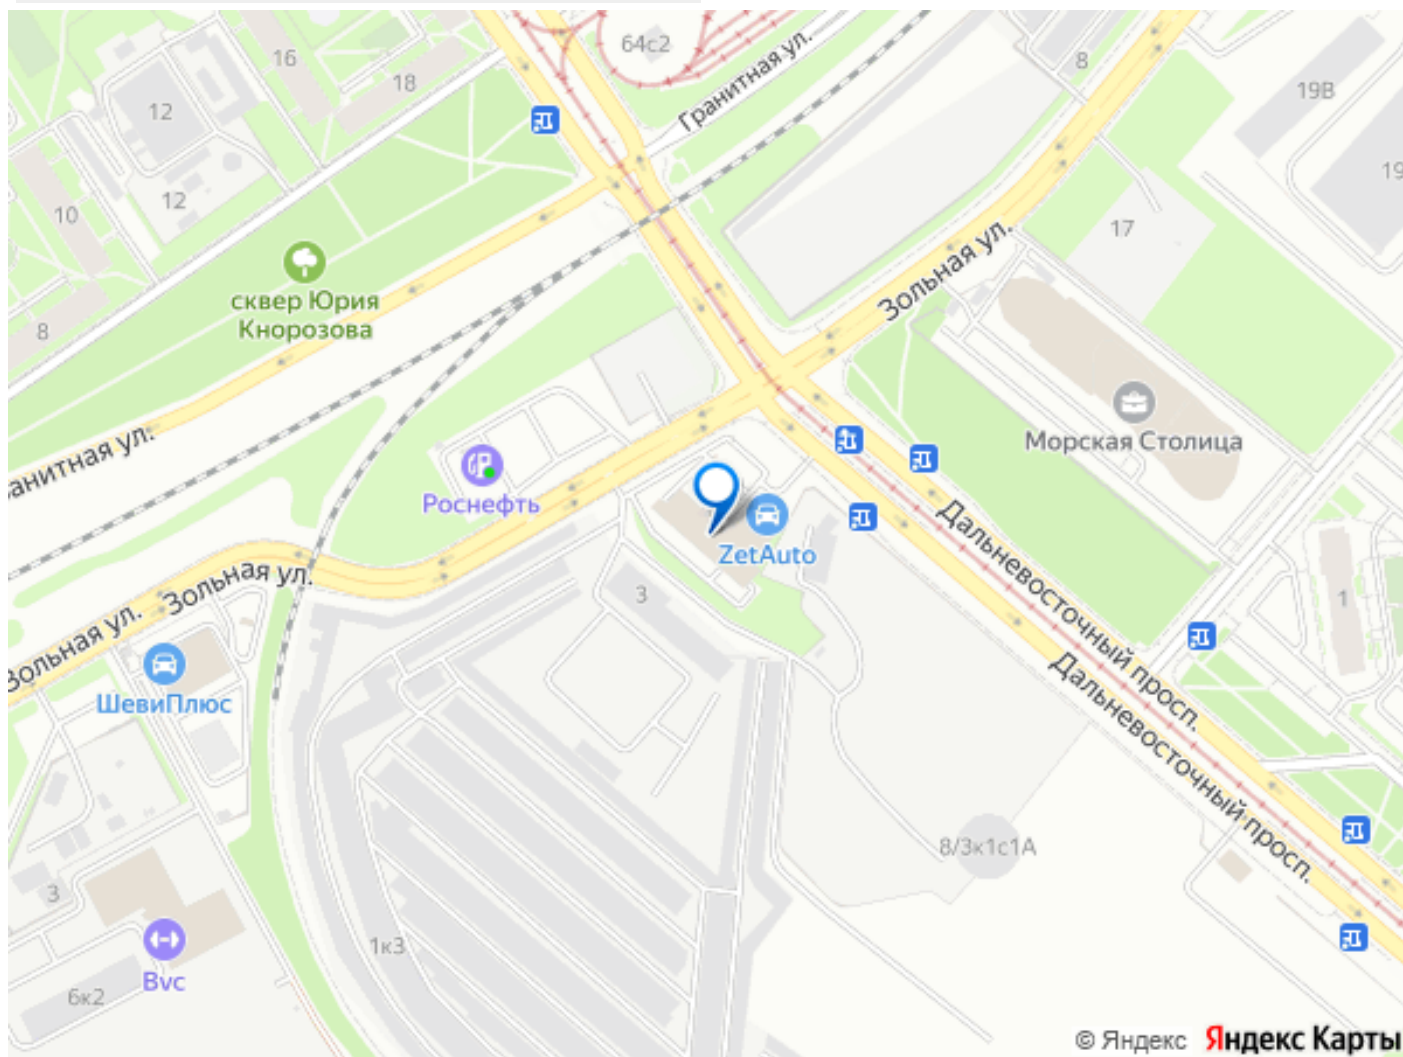 64с2
Гранитная ул.
8
16
18
19В
12
19
12
10
17
Зольная ул.
сквер Юрия
Кнорозова
8
Морская Столица
анитная ул.
Роснефть
ZetAuto
Дальневосточный просп.
Зольная ул.
3
1
Зольная ул.
ШевиПлюс
Дальневосточный просп.
8/3к1с1А
3
1к3
Bvc
6к2
© Яндекс Яндекс Карты